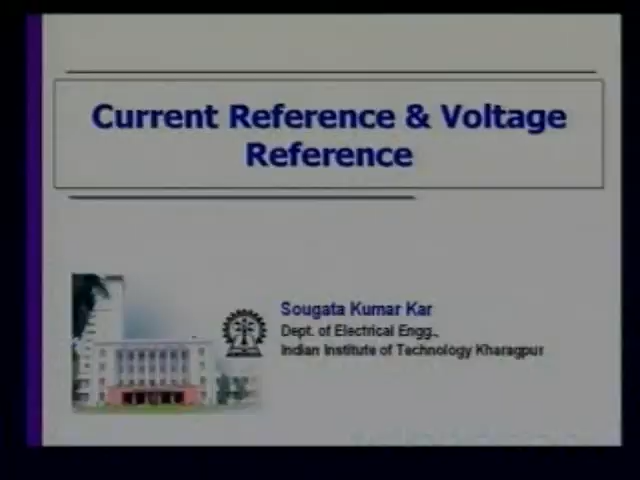 Current Reference & Voltage
Reference
Sougata Kumar Kar
Dept. of Electrical Engg.,
Indian Institute of Technology Kharagpur